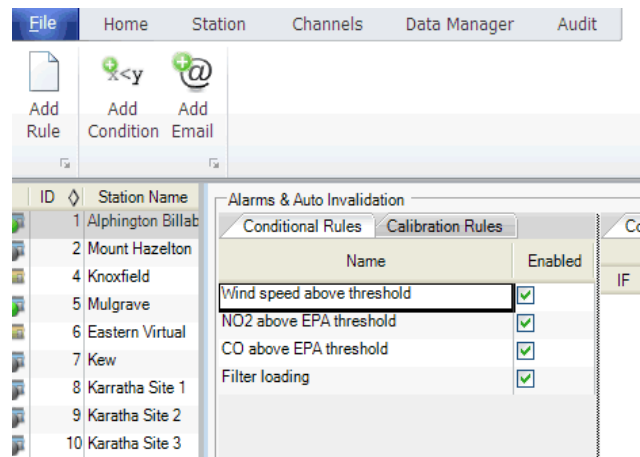 File Home Station Channels Data Manager Audit
x<y @
Add Rule
Add Condition
Add Email
ID Station Name
1 Alphington Billab
2 Mount Hazelton
4 Knoxfield
5 Mulgrave
6 Eastern Virtual
7 Kew
8 Karratha Site 1
9 Karatha Site 2
10 Karatha Site 3
Alarms & Auto Invalidation
Conditional Rules Calibration Rules
Name Enabled
Wind speed above threshold
NO2 above EPA threshold
CO above EPA threshold
Filter loading
Co
IF